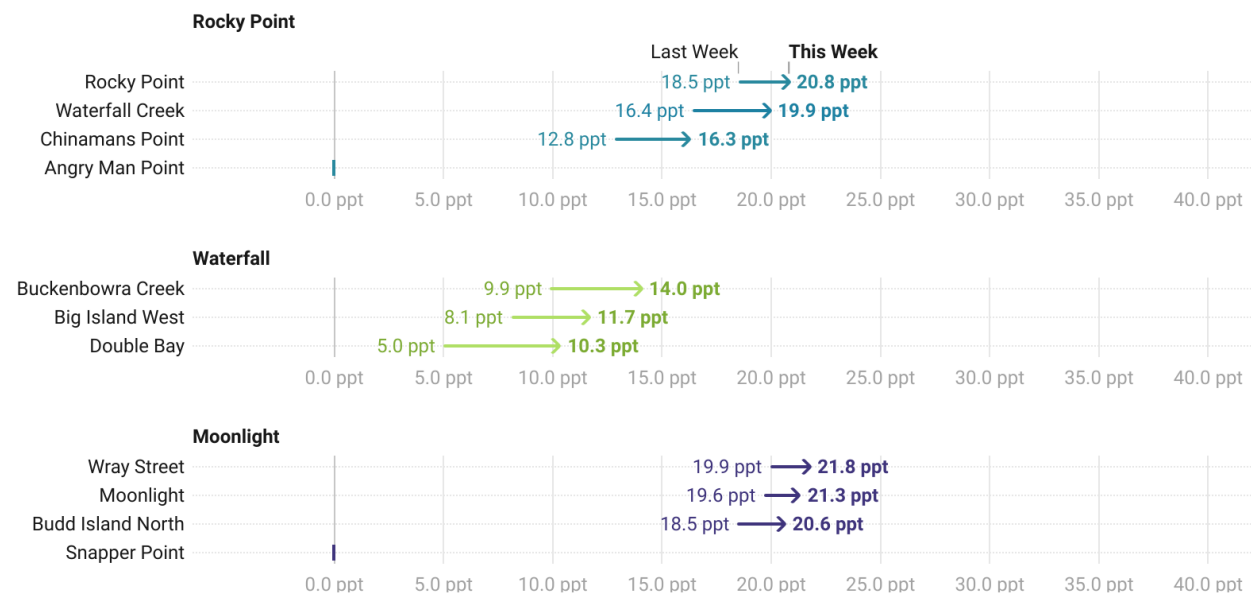 Rocky Point
Last Week This Week
Rocky Point 18.5 ppt 20.8 ppt
Waterfall Creek 16.4 ppt 19.9 ppt
Chinamans Point 12.8 ppt 16.3 ppt
Angry Man Point
0.0 ppt 5.0 ppt 10.0 ppt 15.0 ppt 20.0 ppt 25.0 ppt 30.0 ppt 35.0 ppt 40.0 ppt
Waterfall
Buckenbowra Creek 9.9 ppt 14.0 ppt
Big Island West 8.1 ppt 11.7 ppt
Double Bay 5.0 ppt 10.3 ppt
0.0 ppt 5.0 ppt 10.0 ppt 15.0 ppt 20.0 ppt 25.0 ppt 30.0 ppt 35.0 ppt 40.0 ppt
Moonlight
Wray Street 19.9 ppt 21.8 ppt
Moonlight 19.6 ppt 21.3 ppt
Budd Island North 18.5 ppt 20.6 ppt
Snapper Point
0.0 ppt 5.0 ppt 10.0 ppt 15.0 ppt 20.0 ppt 25.0 ppt 30.0 ppt 35.0 ppt 40.0 ppt